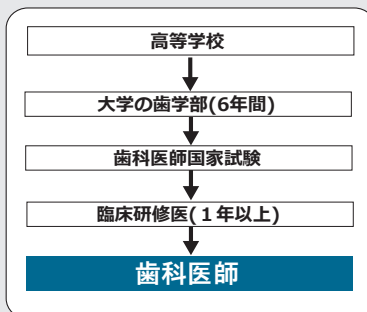 高等学校
大学の歯学部(6年間)
歯科医師国家試験
臨床研修医(１年以上)
歯科医師